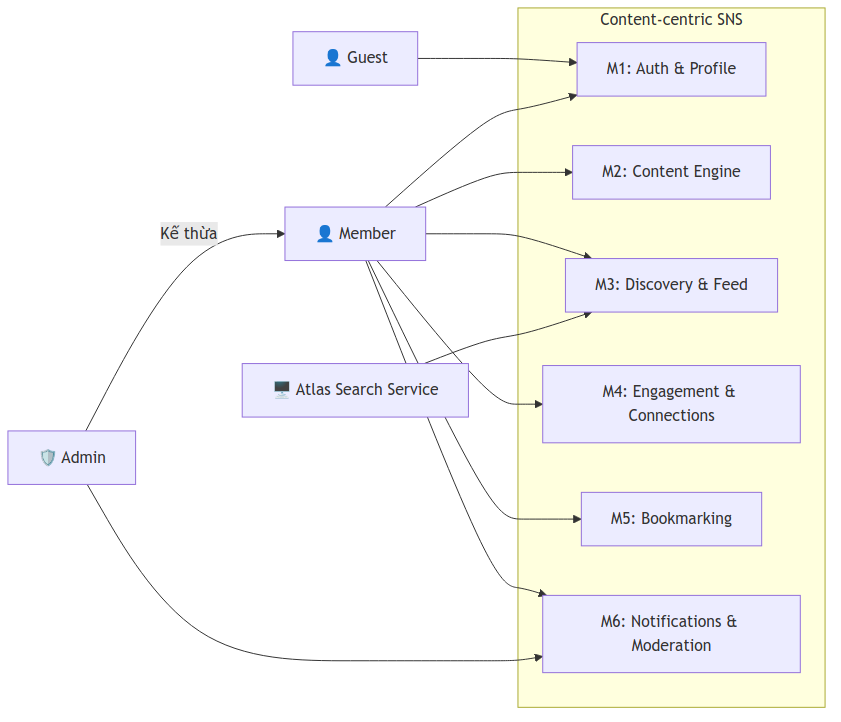 Content-centric SNS
👤 Guest
M1: Auth & Profile
M2: Content Engine
Kế thừa
👤 Member
M3: Discovery & Feed
🖥️ Atlas Search Service
M4: Engagement &
Connections
🛡️ Admin
M5: Bookmarking
M6: Notifications &
Moderation